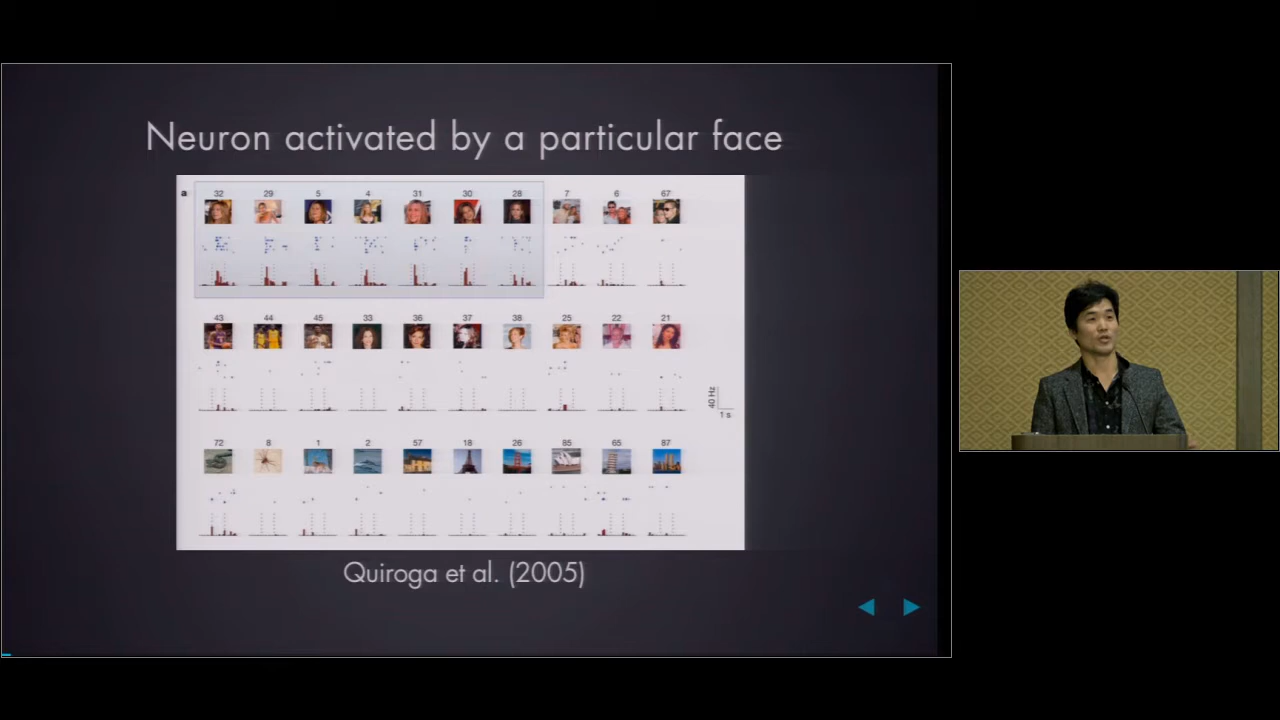 Neuron activated by a particular face
a
32 29 5 4 31 30 28 7 6 67
43 44 45 33 36 37 38 25 22 21
40 Hz
1 s
72 8 1 2 57 18 26 85 65 87
Quiroga et al. (2005)